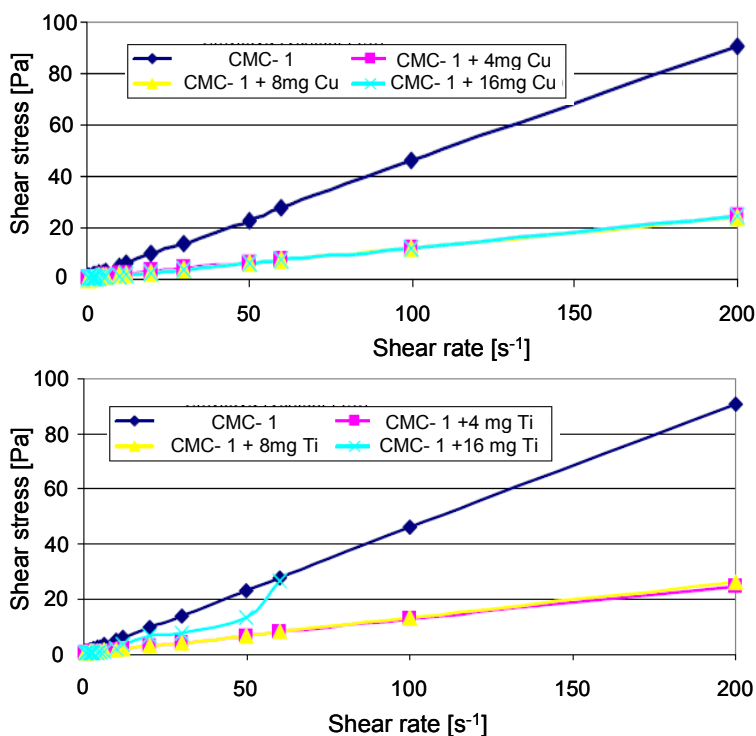 100
80
60
40
20
0
Shear stress [Pa]
CMC- 1
CMC- 1 + 4mg Cu
CMC- 1 + 8mg Cu
CMC- 1 + 16mg Cu
0 50 100 150 200
Shear rate [s-1]
100
80
60
40
20
0
Shear stress [Pa]
CMC- 1
CMC- 1 +4 mg Ti
CMC- 1 + 8mg Ti
CMC- 1 +16 mg Ti
0 50 100 150 200
Shear rate [s-1]